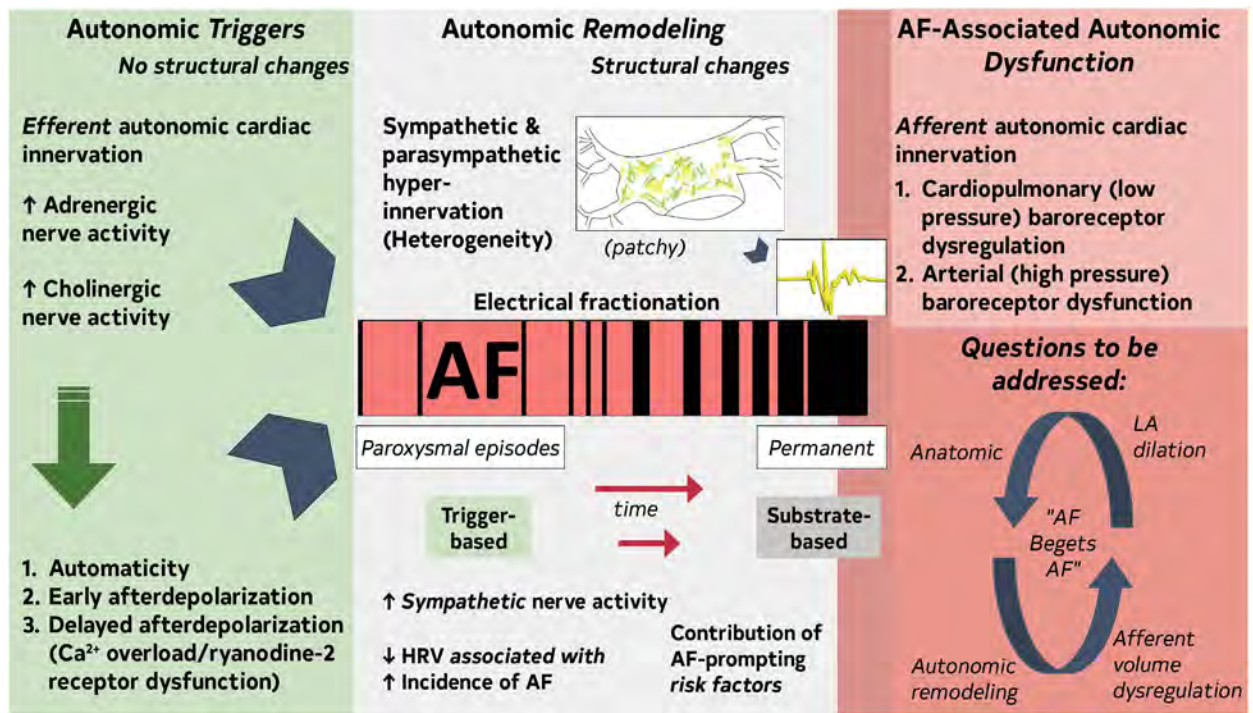 Autonomic Triggers
No structural changes
Efferent autonomic cardiac
innervation
↑ Adrenergic
nerve activity
↑ Cholinergic
nerve activity
1. Automaticity
2. Early afterdepolarization
3. Delayed afterdepolarization
(Ca²⁺ overload/ryanodine-2
receptor dysfunction)
Autonomic Remodeling
Structural changes
Sympathetic &
parasympathetic
hyper-
innervation
(Heterogeneity)
(patchy)
Electrical fractionation
AF
Paroxysmal episodes
Permanent
time
Trigger-
based
Substrate-
based
↑ Sympathetic nerve activity
↓ HRV associated with
↑ Incidence of AF
Contribution of
AF-prompting
risk factors
AF-Associated Autonomic
Dysfunction
Afferent autonomic cardiac
innervation
1. Cardiopulmonary (low
pressure) baroreceptor
dysregulation
2. Arterial (high pressure)
baroreceptor dysfunction
Questions to be
addressed:
Anatomic
LA
dilation
"AF
Begets
AF"
Autonomic
remodeling
Afferent
volume
dysregulation